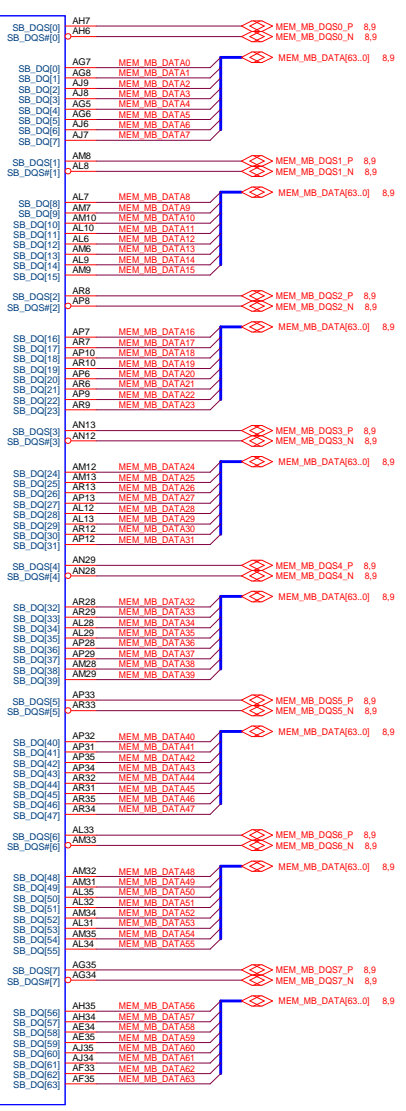 SB_DQS[0] AH7 MEM_MB_DQS0_P 8,9
SB_DQS#[0] AH6 MEM_MB_DQS0_N 8,9
MEM_MB_DATA[63..0] 8,9
SB_DQ[0] AG7 MEM_MB_DATA0
SB_DQ[1] AG8 MEM_MB_DATA1
SB_DQ[2] AJ9 MEM_MB_DATA2
SB_DQ[3] AJ8 MEM_MB_DATA3
SB_DQ[4] AG5 MEM_MB_DATA4
SB_DQ[5] AG6 MEM_MB_DATA5
SB_DQ[6] AJ6 MEM_MB_DATA6
SB_DQ[7] AJ7 MEM_MB_DATA7
SB_DQS[1] AM8 MEM_MB_DQS1_P 8,9
SB_DQS#[1] AL8 MEM_MB_DQS1_N 8,9
MEM_MB_DATA[63..0] 8,9
SB_DQ[8] AL7 MEM_MB_DATA8
SB_DQ[9] AM7 MEM_MB_DATA9
SB_DQ[10] AM10 MEM_MB_DATA10
SB_DQ[11] AL10 MEM_MB_DATA11
SB_DQ[12] AL6 MEM_MB_DATA12
SB_DQ[13] AM6 MEM_MB_DATA13
SB_DQ[14] AL9 MEM_MB_DATA14
SB_DQ[15] AM9 MEM_MB_DATA15
SB_DQS[2] AR8 MEM_MB_DQS2_P 8,9
SB_DQS#[2] AP8 MEM_MB_DQS2_N 8,9
MEM_MB_DATA[63..0] 8,9
SB_DQ[16] AP7 MEM_MB_DATA16
SB_DQ[17] AR7 MEM_MB_DATA17
SB_DQ[18] AP10 MEM_MB_DATA18
SB_DQ[19] AR10 MEM_MB_DATA19
SB_DQ[20] AP6 MEM_MB_DATA20
SB_DQ[21] AR6 MEM_MB_DATA21
SB_DQ[22] AP9 MEM_MB_DATA22
SB_DQ[23] AR9 MEM_MB_DATA23
SB_DQS[3] AN13 MEM_MB_DQS3_P 8,9
SB_DQS#[3] AN12 MEM_MB_DQS3_N 8,9
MEM_MB_DATA[63..0] 8,9
SB_DQ[24] AM12 MEM_MB_DATA24
SB_DQ[25] AM13 MEM_MB_DATA25
SB_DQ[26] AR13 MEM_MB_DATA26
SB_DQ[27] AP13 MEM_MB_DATA27
SB_DQ[28] AL12 MEM_MB_DATA28
SB_DQ[29] AL13 MEM_MB_DATA29
SB_DQ[30] AR12 MEM_MB_DATA30
SB_DQ[31] AP12 MEM_MB_DATA31
SB_DQS[4] AN29 MEM_MB_DQS4_P 8,9
SB_DQS#[4] AN28 MEM_MB_DQS4_N 8,9
MEM_MB_DATA[63..0] 8,9
SB_DQ[32] AR28 MEM_MB_DATA32
SB_DQ[33] AR29 MEM_MB_DATA33
SB_DQ[34] AL28 MEM_MB_DATA34
SB_DQ[35] AL29 MEM_MB_DATA35
SB_DQ[36] AP28 MEM_MB_DATA36
SB_DQ[37] AP29 MEM_MB_DATA37
SB_DQ[38] AM28 MEM_MB_DATA38
SB_DQ[39] AM29 MEM_MB_DATA39
SB_DQS[5] AP33 MEM_MB_DQS5_P 8,9
SB_DQS#[5] AR33 MEM_MB_DQS5_N 8,9
MEM_MB_DATA[63..0] 8,9
SB_DQ[40] AP32 MEM_MB_DATA40
SB_DQ[41] AP31 MEM_MB_DATA41
SB_DQ[42] AP35 MEM_MB_DATA42
SB_DQ[43] AP34 MEM_MB_DATA43
SB_DQ[44] AR32 MEM_MB_DATA44
SB_DQ[45] AR31 MEM_MB_DATA45
SB_DQ[46] AR35 MEM_MB_DATA46
SB_DQ[47] AR34 MEM_MB_DATA47
SB_DQS[6] AL33 MEM_MB_DQS6_P 8,9
SB_DQS#[6] AM33 MEM_MB_DQS6_N 8,9
MEM_MB_DATA[63..0] 8,9
SB_DQ[48] AM32 MEM_MB_DATA48
SB_DQ[49] AM31 MEM_MB_DATA49
SB_DQ[50] AL35 MEM_MB_DATA50
SB_DQ[51] AL32 MEM_MB_DATA51
SB_DQ[52] AM34 MEM_MB_DATA52
SB_DQ[53] AL31 MEM_MB_DATA53
SB_DQ[54] AM35 MEM_MB_DATA54
SB_DQ[55] AL34 MEM_MB_DATA55
SB_DQS[7] AG35 MEM_MB_DQS7_P 8,9
SB_DQS#[7] AG34 MEM_MB_DQS7_N 8,9
MEM_MB_DATA[63..0] 8,9
SB_DQ[56] AH35 MEM_MB_DATA56
SB_DQ[57] AH34 MEM_MB_DATA57
SB_DQ[58] AE34 MEM_MB_DATA58
SB_DQ[59] AE35 MEM_MB_DATA59
SB_DQ[60] AJ35 MEM_MB_DATA60
SB_DQ[61] AJ34 MEM_MB_DATA61
SB_DQ[62] AF33 MEM_MB_DATA62
SB_DQ[63] AF35 MEM_MB_DATA63